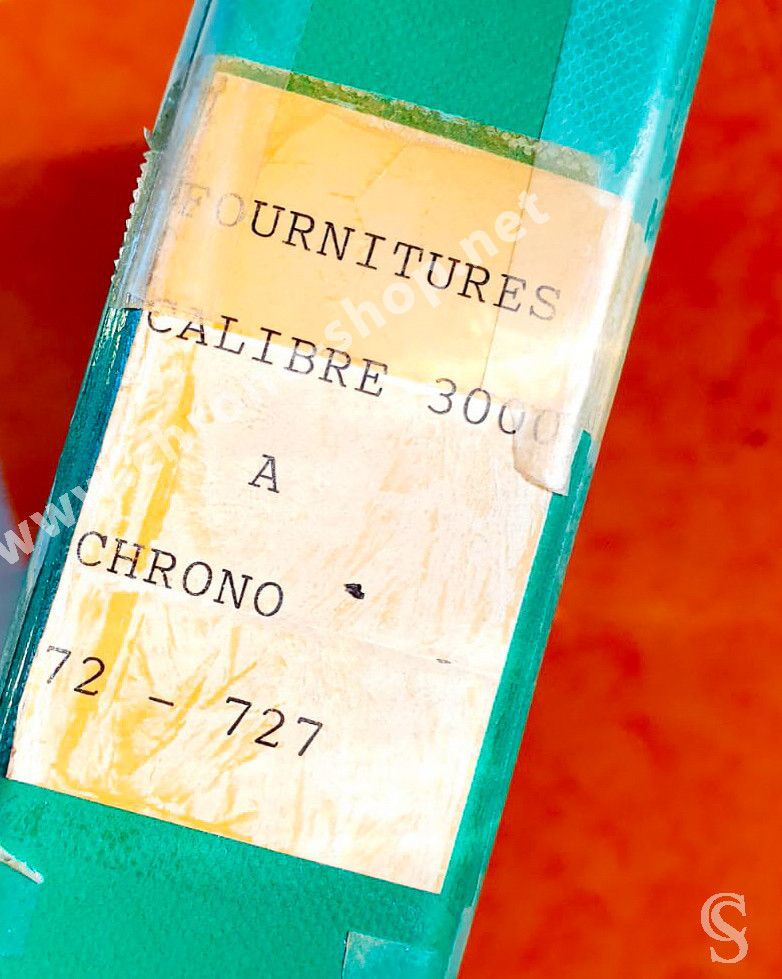 FOURNITURES
CALIBRE 3000
A
CHRONO
72 - 727